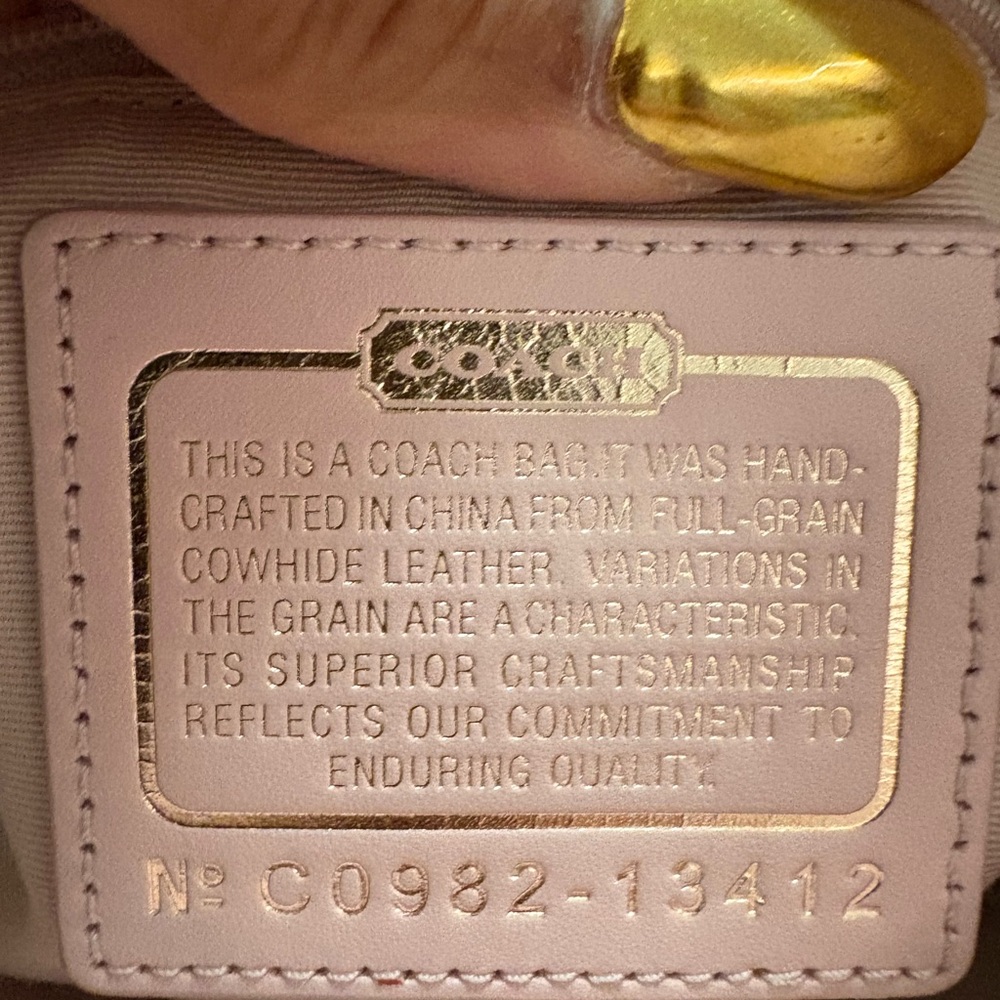 COACH
THIS IS A COACH BAG.IT WAS HAND-
CRAFTED IN CHINA FROM FULL-GRAIN
COWHIDE LEATHER. VARIATIONS IN
THE GRAIN ARE A CHARACTERISTIC.
ITS SUPERIOR CRAFTSMANSHIP
REFLECTS OUR COMMITMENT TO
ENDURING QUALITY.
Nº C0982-13412